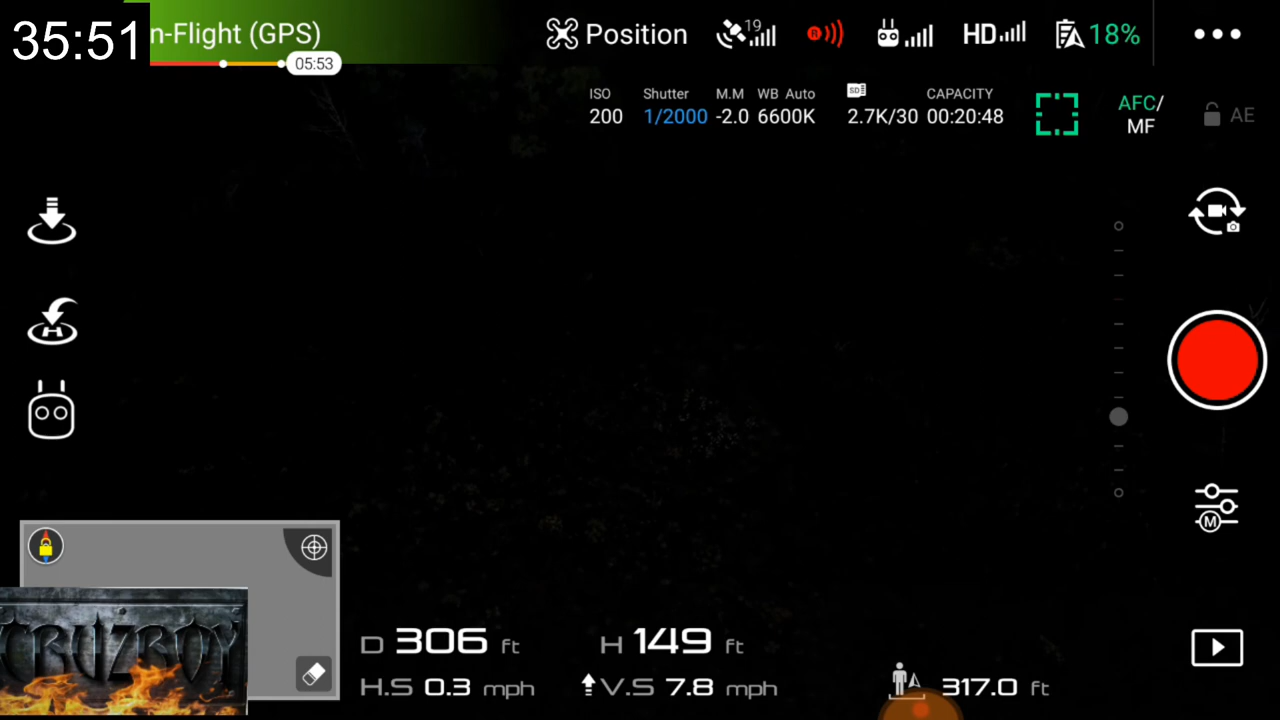 35:51
n-Flight (GPS)
Position
19
R
HD
18%
05:53
ISO
200
Shutter
1/2000
M.M
-2.0
WB Auto
6600K
SD
2.7K/30
CAPACITY
00:20:48
AFC/
MF
AE
H
M
CRUZBOY
D 306 ft
H 149 ft
H.S 0.3 mph
V.S 7.8 mph
317.0 ft